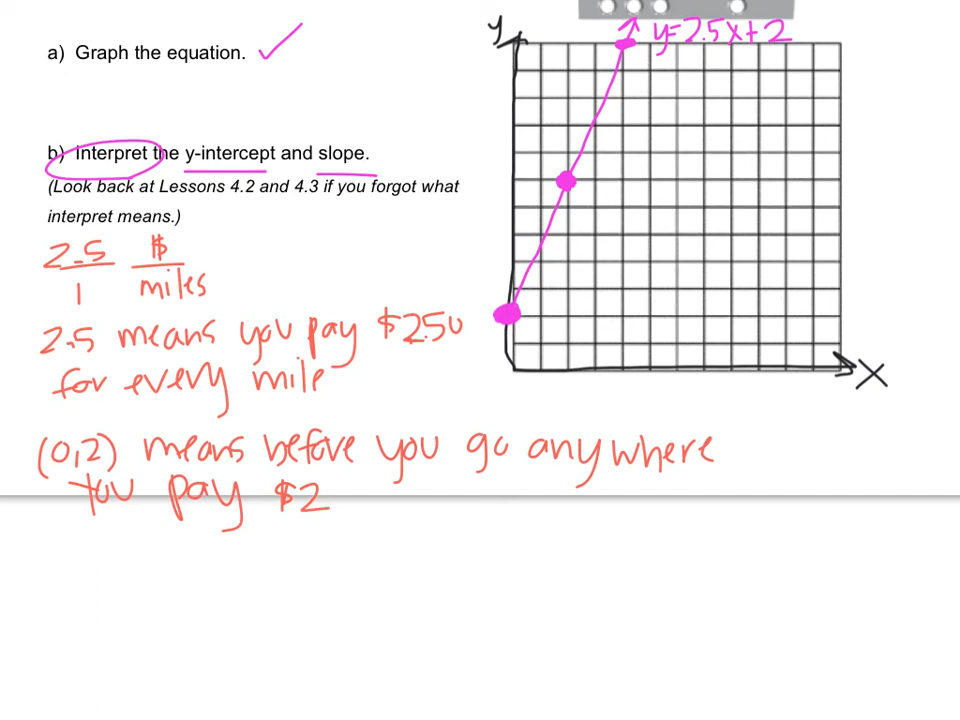 a) Graph the equation.
y
y=2.5x+2
b) Interpret the y-intercept and slope.
(Look back at Lessons 4.2 and 4.3 if you forgot what
interpret means.)
2.5 $
1 miles
2.5 means you pay $2.50
for every mile
x
(0,2) means before you go anywhere
you pay $2